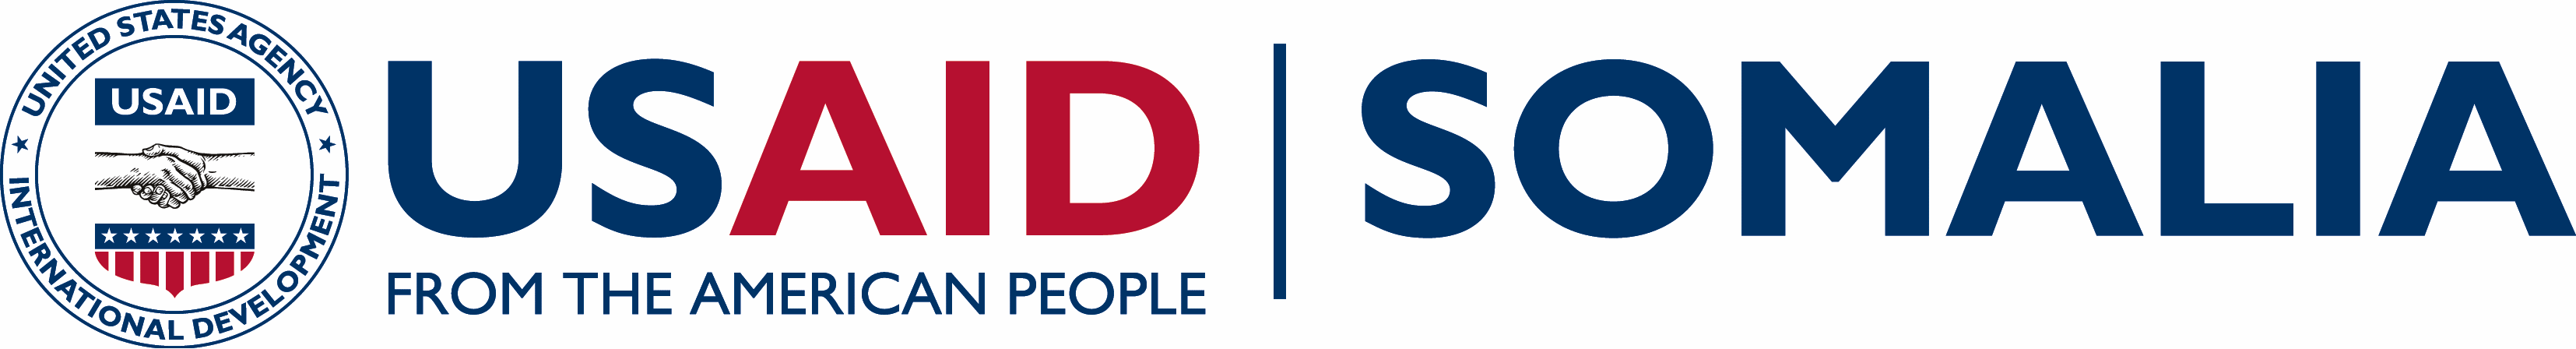 UNITED STATES AGENCY
INTERNATIONAL DEVELOPMENT
USAID
USAID
FROM THE AMERICAN PEOPLE
SOMALIA